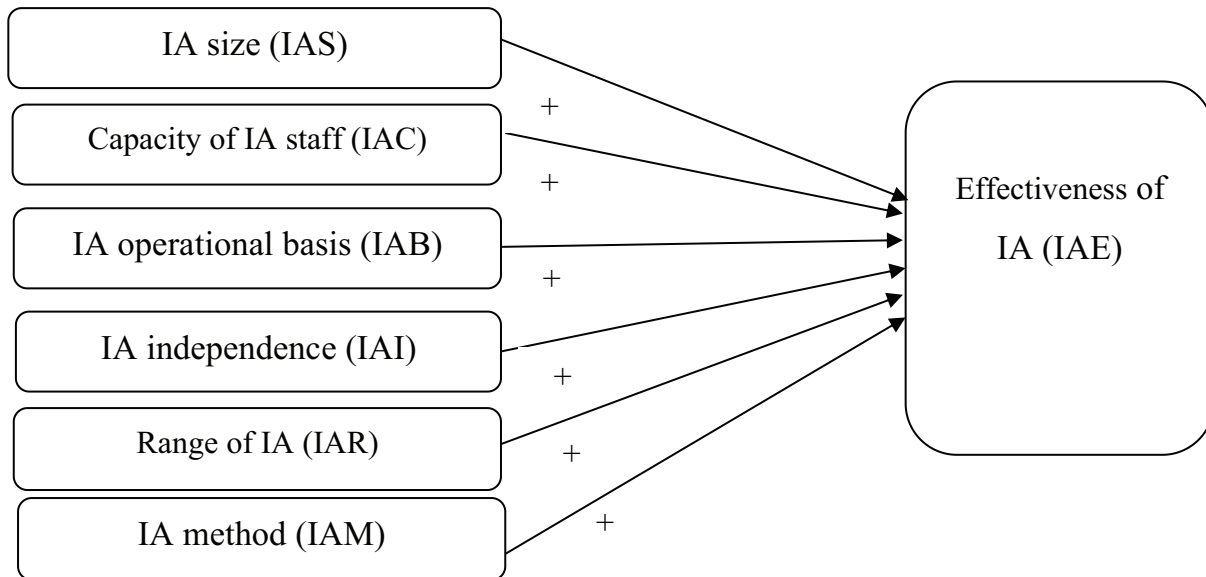 IA size (IAS)
+
Capacity of IA staff (IAC)
+
IA operational basis (IAB)
+
IA independence (IAI)
+
Range of IA (IAR)
+
IA method (IAM)
+
Effectiveness of
IA (IAE)